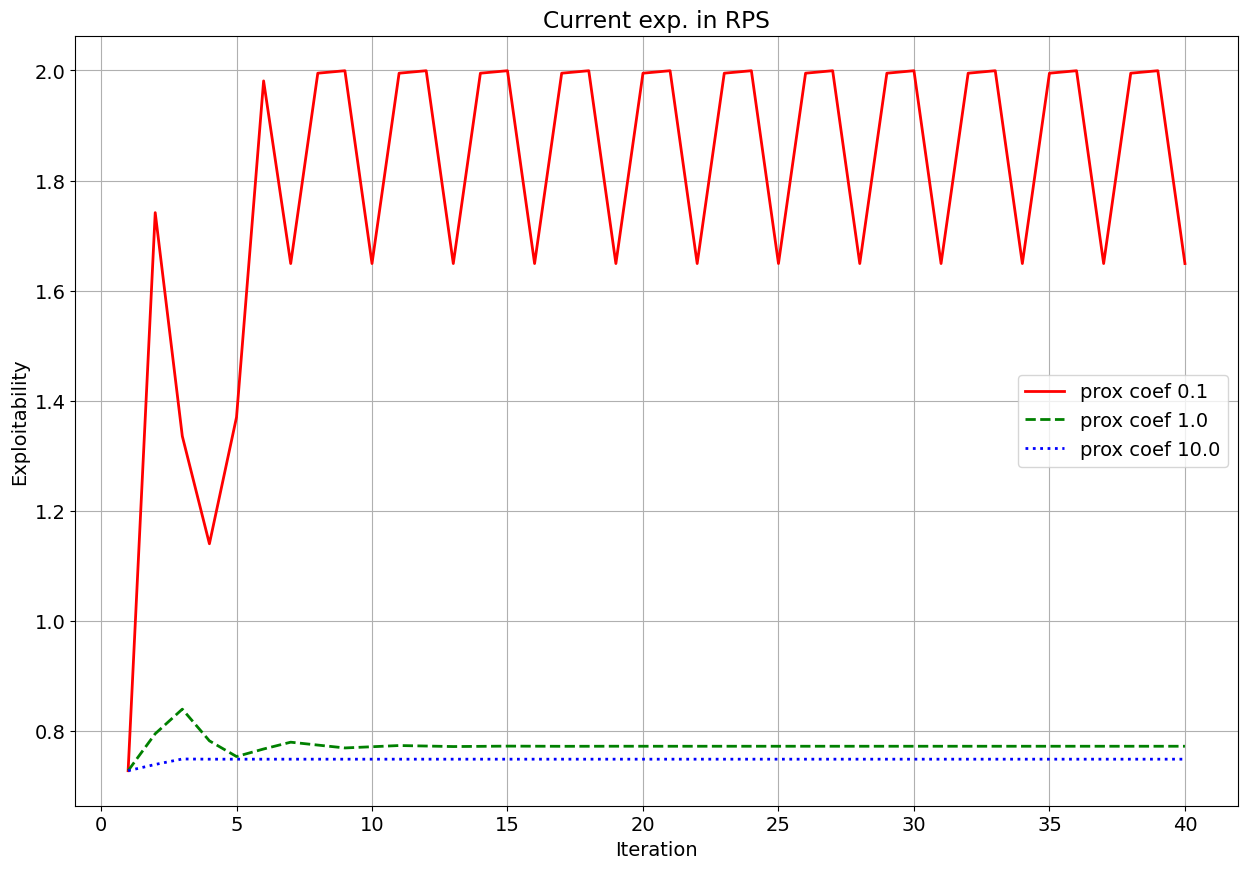 Current exp. in RPS
Exploitability
2.0
1.8
1.6
1.4
1.2
1.0
0.8
prox coef 0.1
prox coef 1.0
prox coef 10.0
0 5 10 15 20 25 30 35 40
Iteration